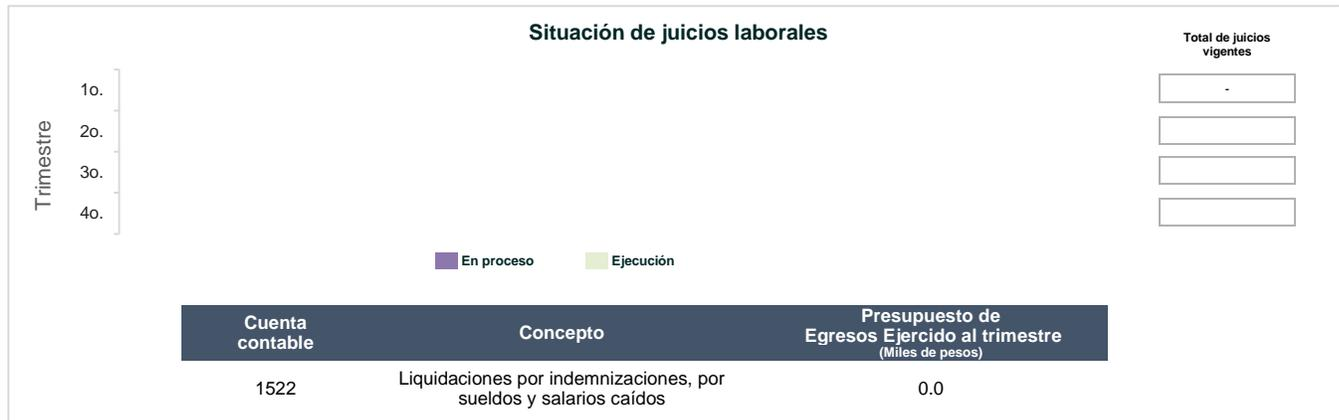 Situación de juicios laborales
Total de juicios
vigentes
Trimestre
1o.
-
2o.
3o.
4o.
En proceso
Ejecución
Cuenta
contable
Concepto
Presupuesto de
Egresos Ejercido al trimestre
(Miles de pesos)
1522
Liquidaciones por indemnizaciones, por
sueldos y salarios caídos
0.0